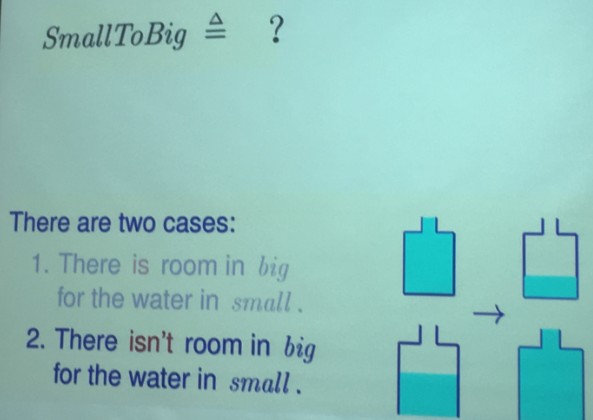 SmallToBig ≜ ?
There are two cases:
1. There is room in big
for the water in small.
2. There isn't room in big
for the water in small.
→